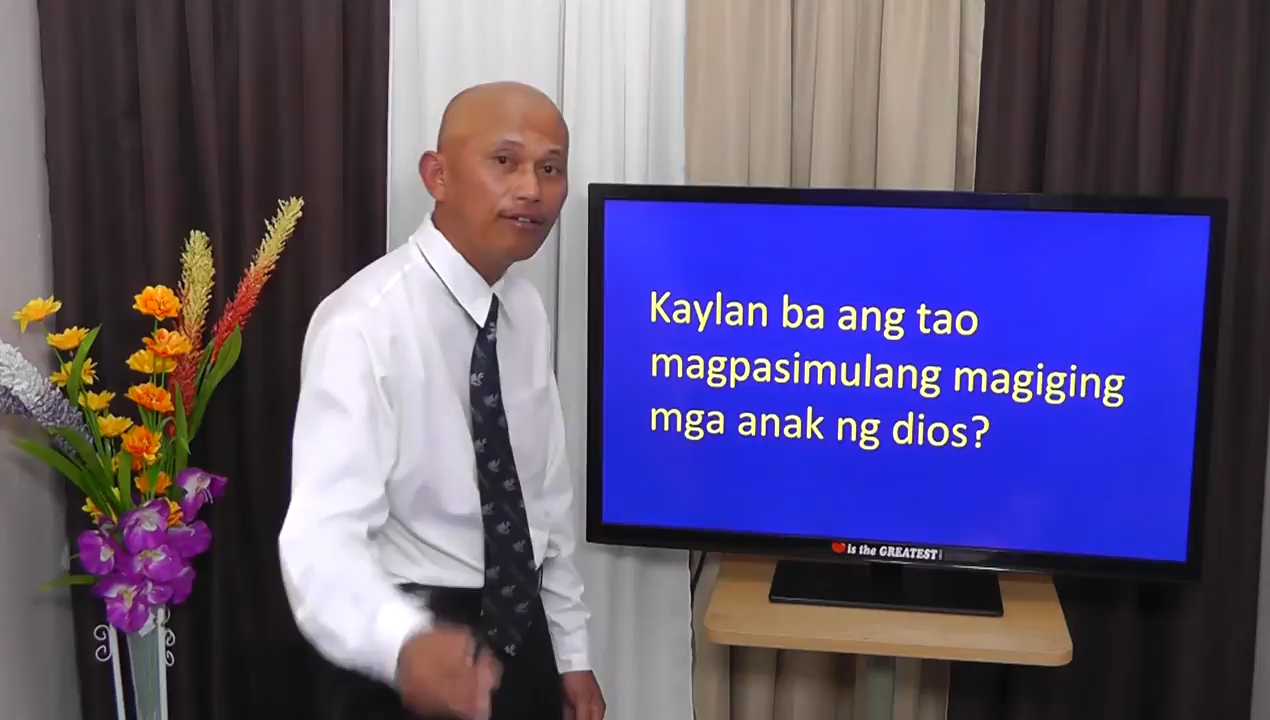 Kaylan ba ang tao
magpasimulang magiging
mga anak ng dios?
is the GREATEST!